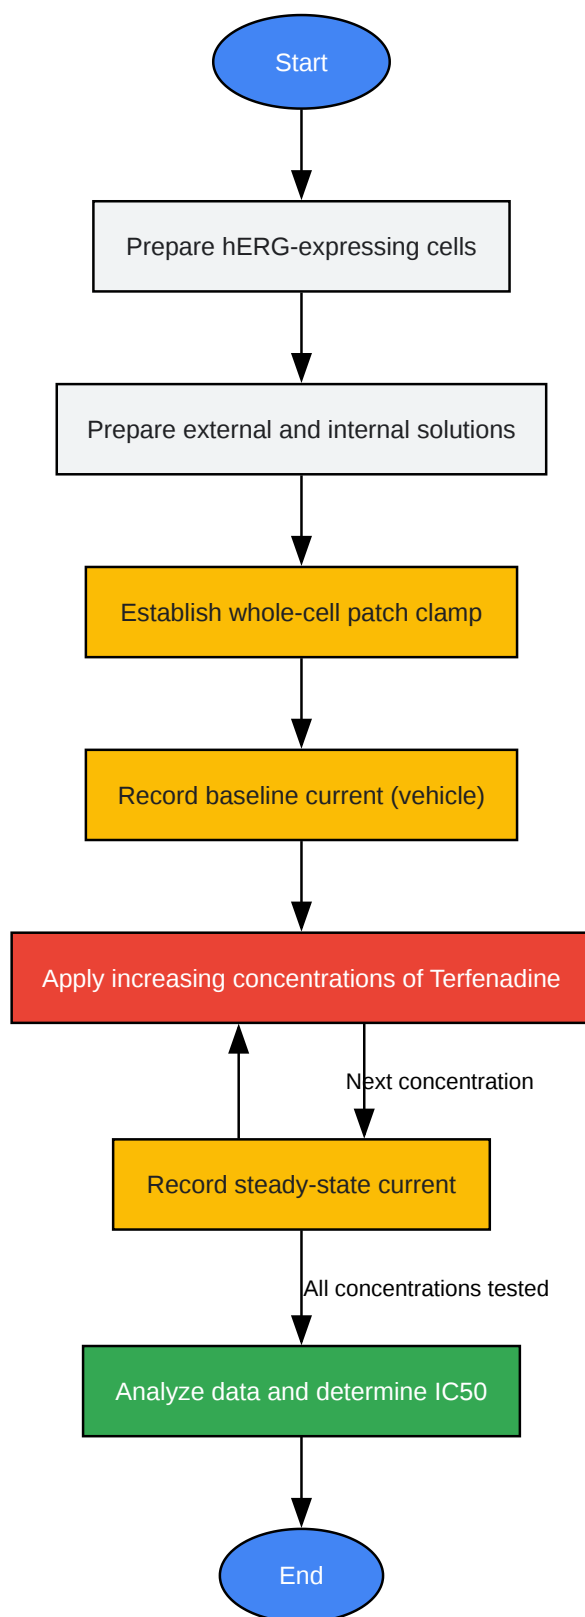 Start
Prepare hERG-expressing cells
Prepare external and internal solutions
Establish whole-cell patch clamp
Record baseline current (vehicle)
Apply increasing concentrations of Terfenadine
Next concentration
Record steady-state current
All concentrations tested
Analyze data and determine IC50
End